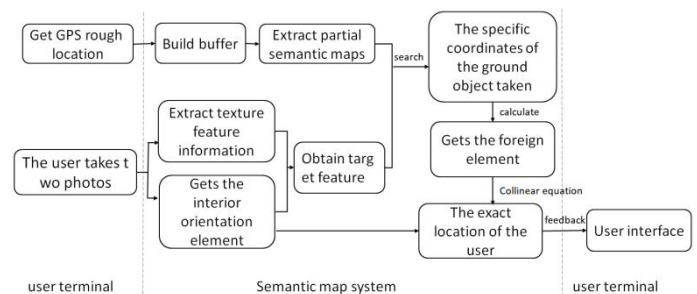 Get GPS rough
location
Build buffer
Extract partial
semantic maps
search
The specific
coordinates of
the ground
object taken
calculate
Extract texture
feature
information
The user takes t
wo photos
Obtain targ
et feature
Gets the foreign
element
Gets the
interior
orientation
element
Collinear equation
The exact
location of the
user
feedback
User interface
user terminal
Semantic map system
user terminal